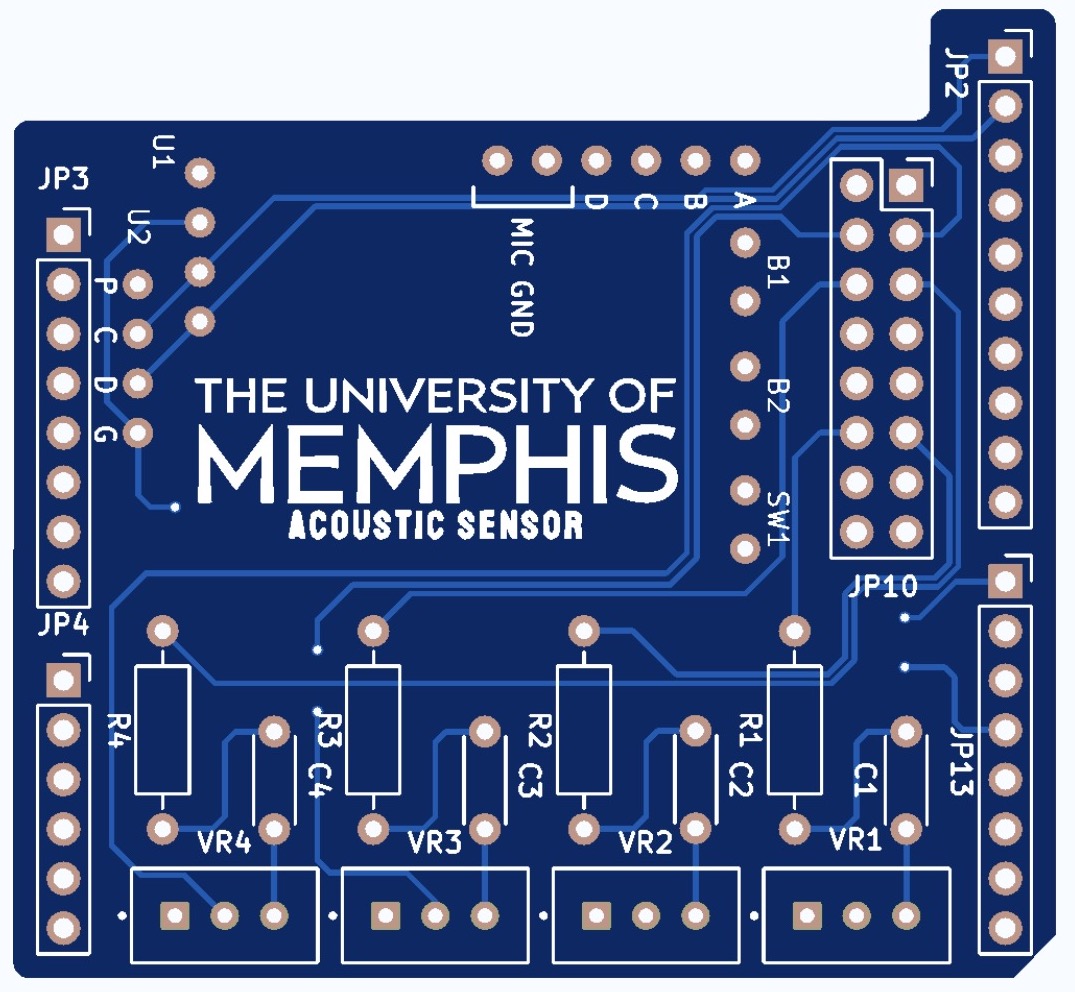 JP2
U1
JP3
U2
D
C
B
A
MIC GND
B1
P
C
D
G
THE UNIVERSITY OF
MEMPHIS
ACOUSTIC SENSOR
B2
SW1
JP10
JP4
R4
C4
R3
C3
R2
C2
R1
C1
JP13
VR4
VR3
VR2
VR1